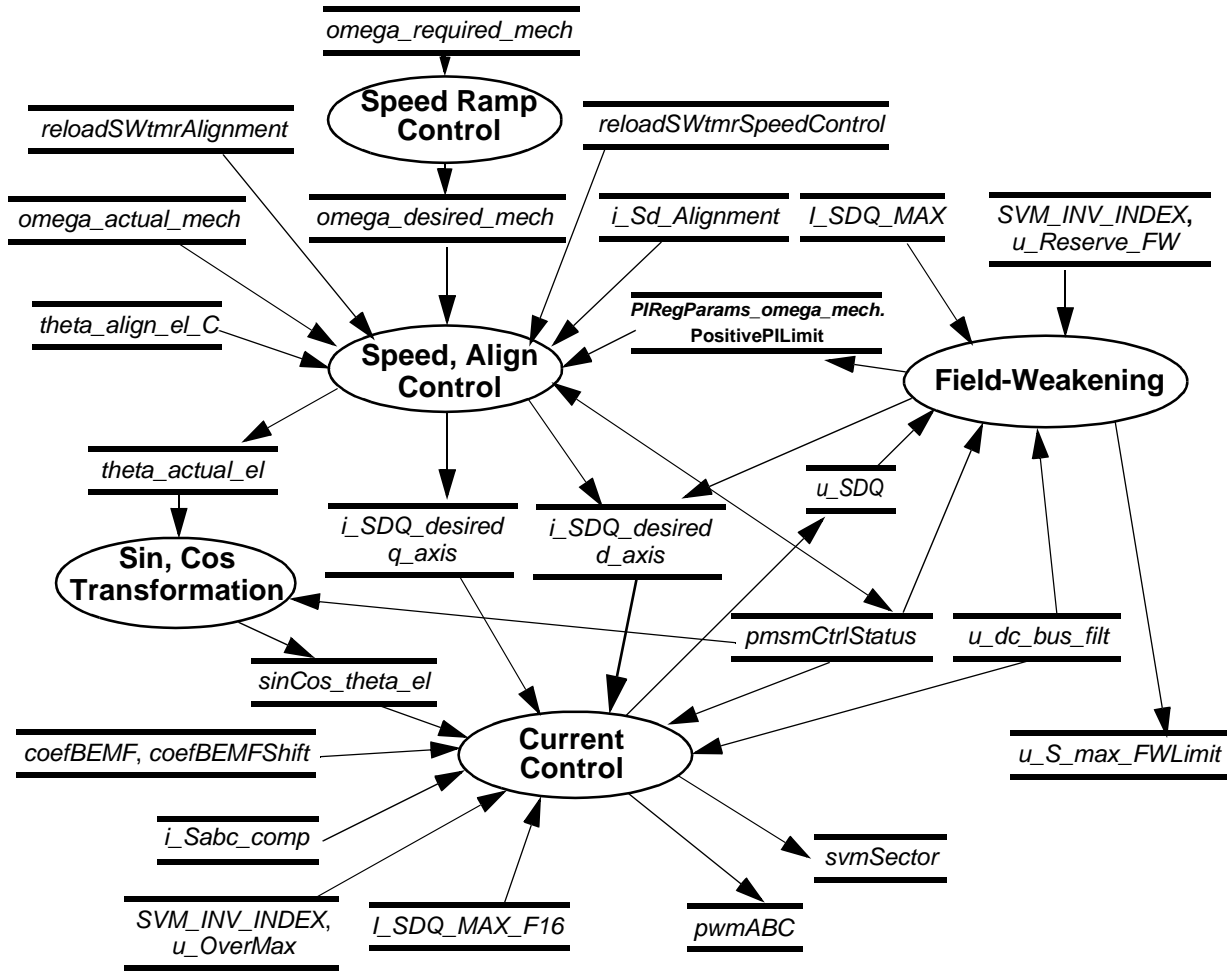 omega_required_mech
Speed Ramp
Control
reloadSWtmrAlignment
reloadSWtmrSpeedControl
omega_actual_mech
omega_desired_mech
i_Sd_Alignment
I_SDQ_MAX
SVM_INV_INDEX,
u_Reserve_FW
theta_align_el_C
PIRegParams_omega_mech.
PositivePILimit
Speed, Align
Control
Field-Weakening
theta_actual_el
u_SDQ
i_SDQ_desired
q_axis
i_SDQ_desired
d_axis
Sin, Cos
Transformation
pmsmCtrlStatus
u_dc_bus_filt
sinCos_theta_el
coefBEMF, coefBEMFShift
Current
Control
u_S_max_FWLimit
i_Sabc_comp
svmSector
SVM_INV_INDEX,
u_OverMax
I_SDQ_MAX_F16
pwmABC